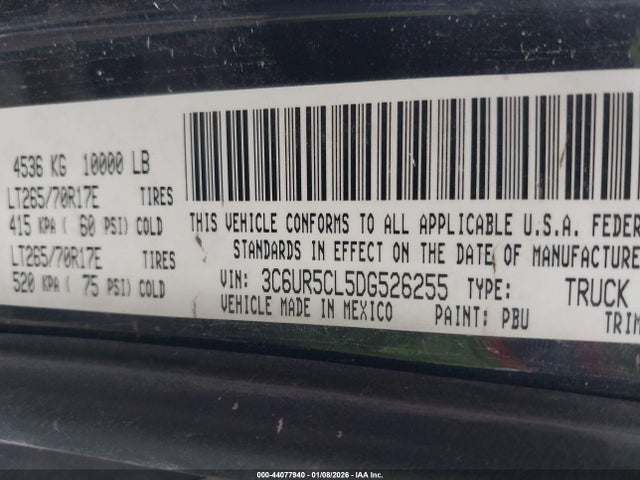 4536 KG 10000 LB
LT265/70R17E TIRES
415 KPA ( 60 PSI) COLD
LT265/70R17E TIRES
520 KPA ( 75 PSI) COLD
THIS VEHICLE CONFORMS TO ALL APPLICABLE U.S.A. FEDER
STANDARDS IN EFFECT ON THE DATE OF MANUFACTURE
VIN: 3C6UR5CL5DG526255 TYPE: TRUCK
VEHICLE MADE IN MEXICO PAINT: PBU TRIM
000-44077940 - 01/08/2026 - IAA Inc.